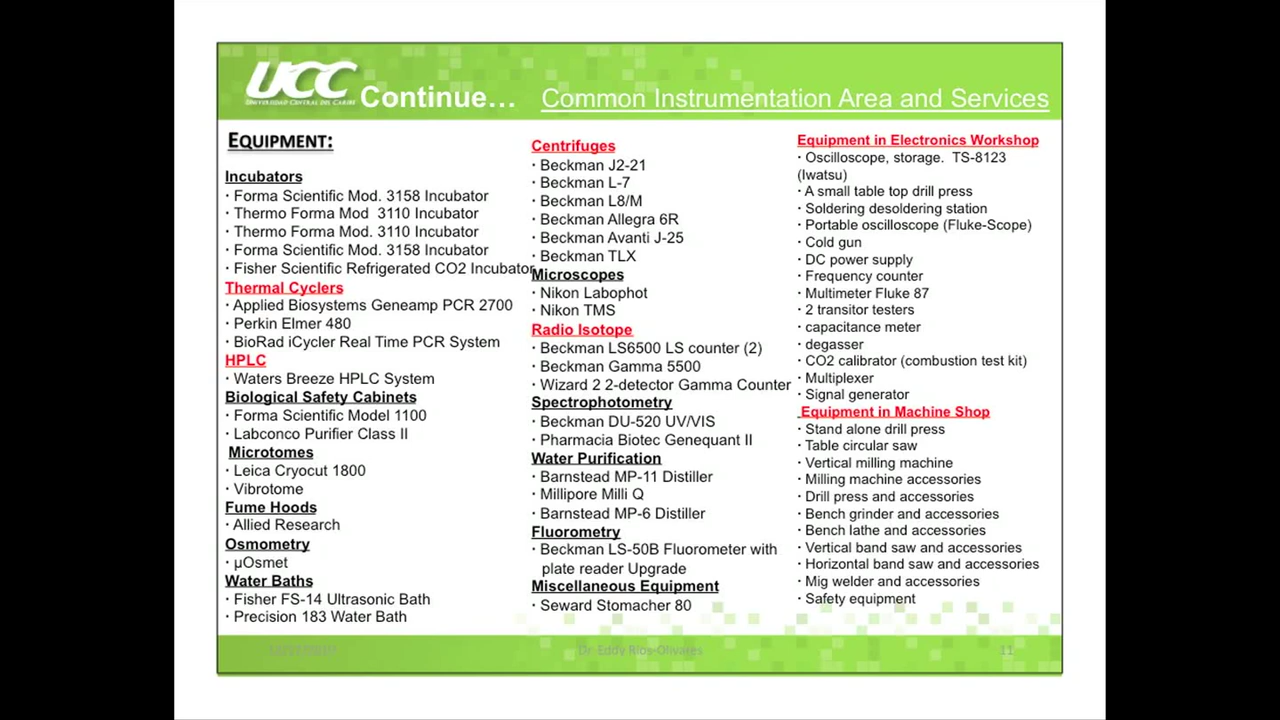 UCC
UNIVERSIDAD CENTRAL DEL CARIBE
Continue... Common Instrumentation Area and Services
EQUIPMENT:
Incubators
· Forma Scientific Mod. 3158 Incubator
· Thermo Forma Mod 3110 Incubator
· Thermo Forma Mod. 3110 Incubator
· Forma Scientific Mod. 3158 Incubator
· Fisher Scientific Refrigerated CO2 Incubator
Thermal Cyclers
· Applied Biosystems Geneamp PCR 2700
· Perkin Elmer 480
· BioRad iCycler Real Time PCR System
HPLC
· Waters Breeze HPLC System
Biological Safety Cabinets
· Forma Scientific Model 1100
· Labconco Purifier Class II
Microtomes
· Leica Cryocut 1800
· Vibrotome
Fume Hoods
· Allied Research
Osmometry
· µOsmet
Water Baths
· Fisher FS-14 Ultrasonic Bath
· Precision 183 Water Bath
Centrifuges
· Beckman J2-21
· Beckman L-7
· Beckman L8/M
· Beckman Allegra 6R
· Beckman Avanti J-25
· Beckman TLX
Microscopes
· Nikon Labophot
· Nikon TMS
Radio Isotope
· Beckman LS6500 LS counter (2)
· Beckman Gamma 5500
· Wizard 2 2-detector Gamma Counter
Spectrophotometry
· Beckman DU-520 UV/VIS
· Pharmacia Biotec Genequant II
Water Purification
· Barnstead MP-11 Distiller
· Millipore Milli Q
· Barnstead MP-6 Distiller
Fluorometry
· Beckman LS-50B Fluorometer with
plate reader Upgrade
Miscellaneous Equipment
· Seward Stomacher 80
Equipment in Electronics Workshop
· Oscilloscope, storage. TS-8123
(Iwatsu)
· A small table top drill press
· Soldering desoldering station
· Portable oscilloscope (Fluke-Scope)
· Cold gun
· DC power supply
· Frequency counter
· Multimeter Fluke 87
· 2 transitor testers
· capacitance meter
· degasser
· CO2 calibrator (combustion test kit)
· Multiplexer
· Signal generator
Equipment in Machine Shop
· Stand alone drill press
· Table circular saw
· Vertical milling machine
· Milling machine accessories
· Drill press and accessories
· Bench grinder and accessories
· Bench lathe and accessories
· Vertical band saw and accessories
· Horizontal band saw and accessories
· Mig welder and accessories
· Safety equipment
Dr. Eddy Rios-Olivares
11